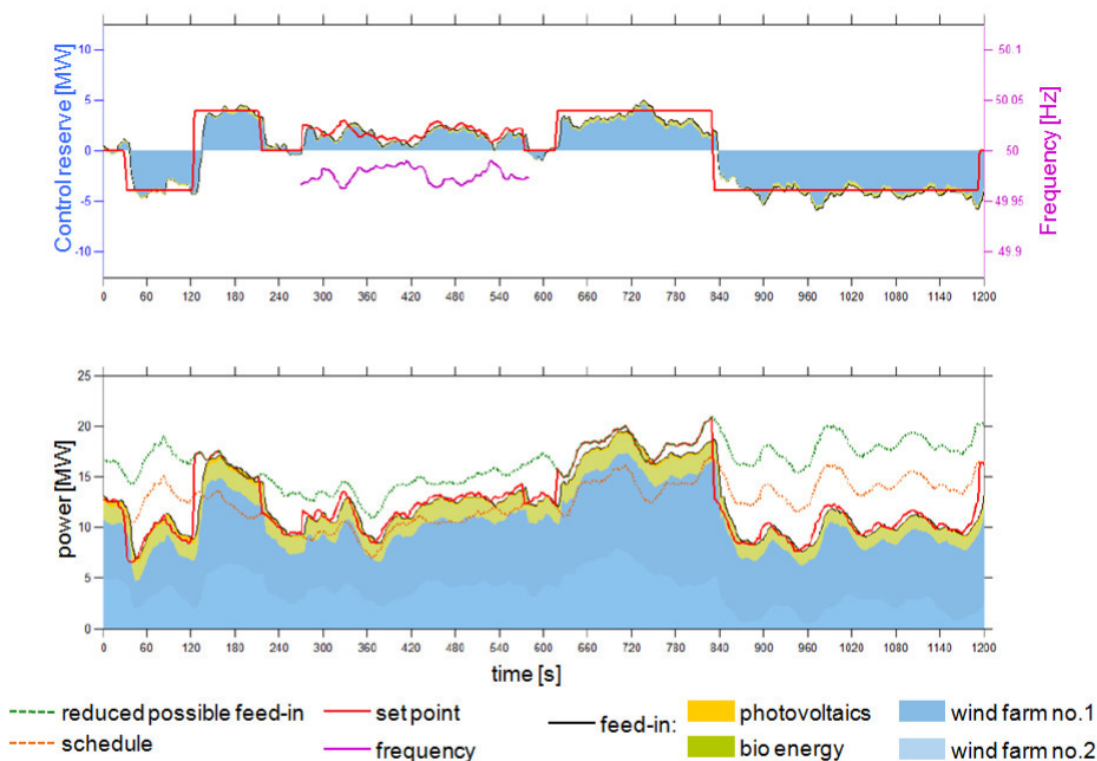 Control reserve [MW]
10
5
0
-5
-10
50.1
50.05
50
49.95
49.9
Frequency [Hz]
0 60 120 180 240 300 360 420 480 540 600 660 720 780 840 900 960 1020 1080 1140 1200
power [MW]
25
20
15
10
5
0
0 60 120 180 240 300 360 420 480 540 600 660 720 780 840 900 960 1020 1080 1140 1200
time [s]
reduced possible feed-in set point feed-in: photovoltaics wind farm no.1
schedule frequency bio energy wind farm no.2